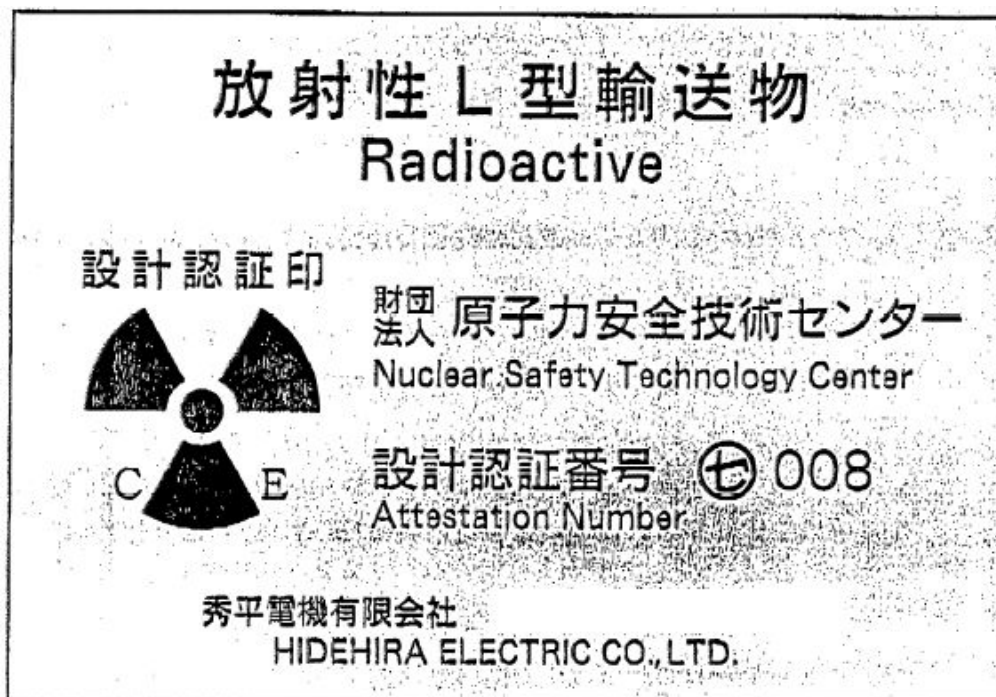 放射性L型輸送物
Radioactive
設計認証印
C E
財団法人 原子力安全技術センター
Nuclear Safety Technology Center
設計認証番号 ㋝ 008
Attestation Number
秀平電機有限会社
HIDEHIRA ELECTRIC CO.,LTD.